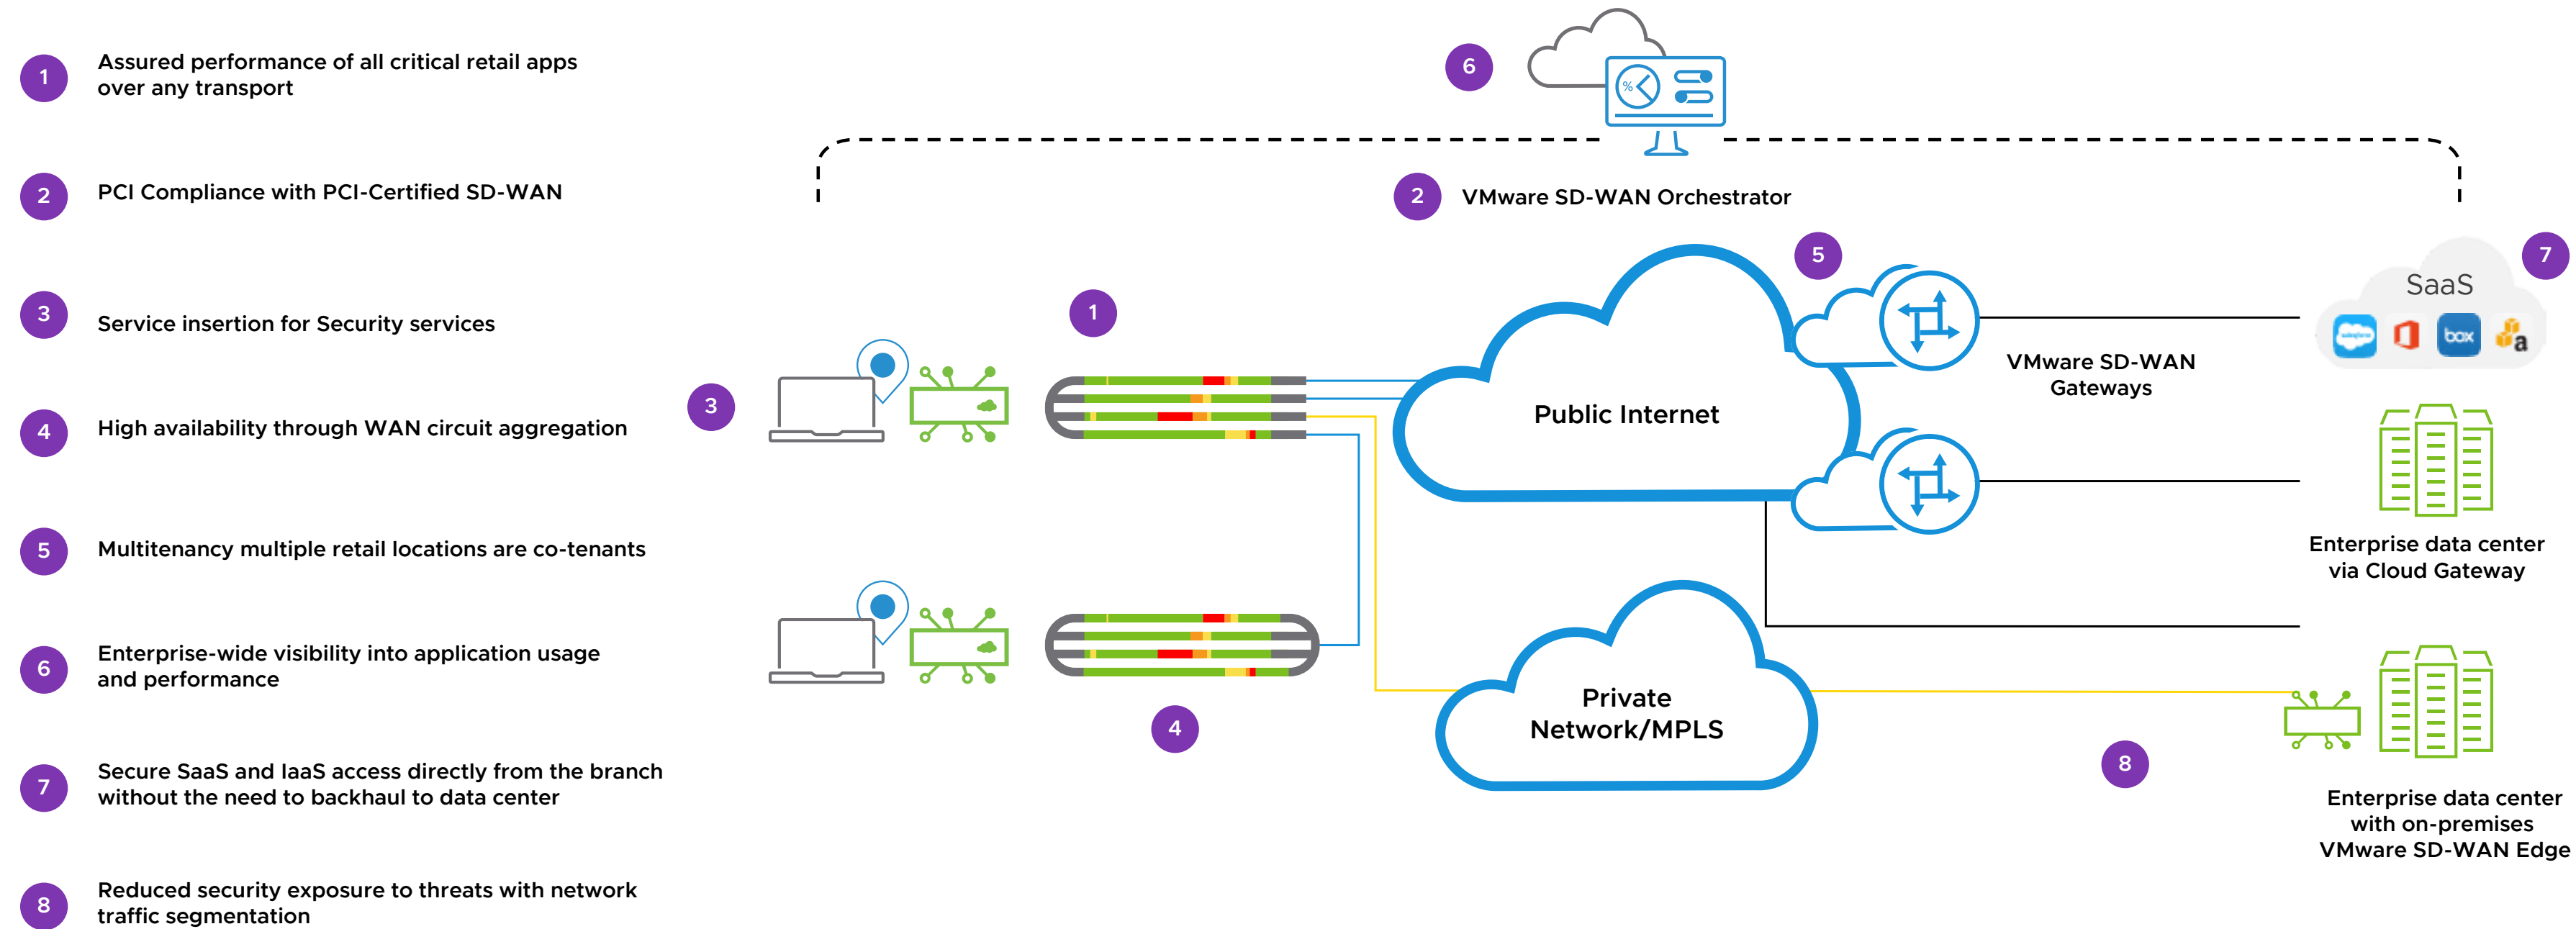 1
Assured performance of all critical retail apps
over any transport
2
PCI Compliance with PCI-Certified SD-WAN
3
Service insertion for Security services
4
High availability through WAN circuit aggregation
5
Multitenancy multiple retail locations are co-tenants
6
Enterprise-wide visibility into application usage
and performance
7
Secure SaaS and IaaS access directly from the branch
without the need to backhaul to data center
8
Reduced security exposure to threats with network
traffic segmentation
6
%
2
VMware SD-WAN Orchestrator
1
3
4
Public Internet
5
VMware SD-WAN
Gateways
7
SaaS
salesforce
box
a
Enterprise data center
via Cloud Gateway
Private
Network/MPLS
8
Enterprise data center
with on-premises
VMware SD-WAN Edge